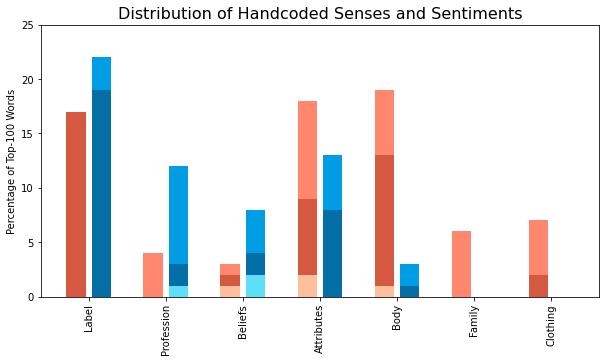 Distribution of Handcoded Senses and Sentiments
Percentage of Top-100 Words
25
20
15
10
5
0
Label
Profession
Beliefs
Attributes
Body
Family
Clothing